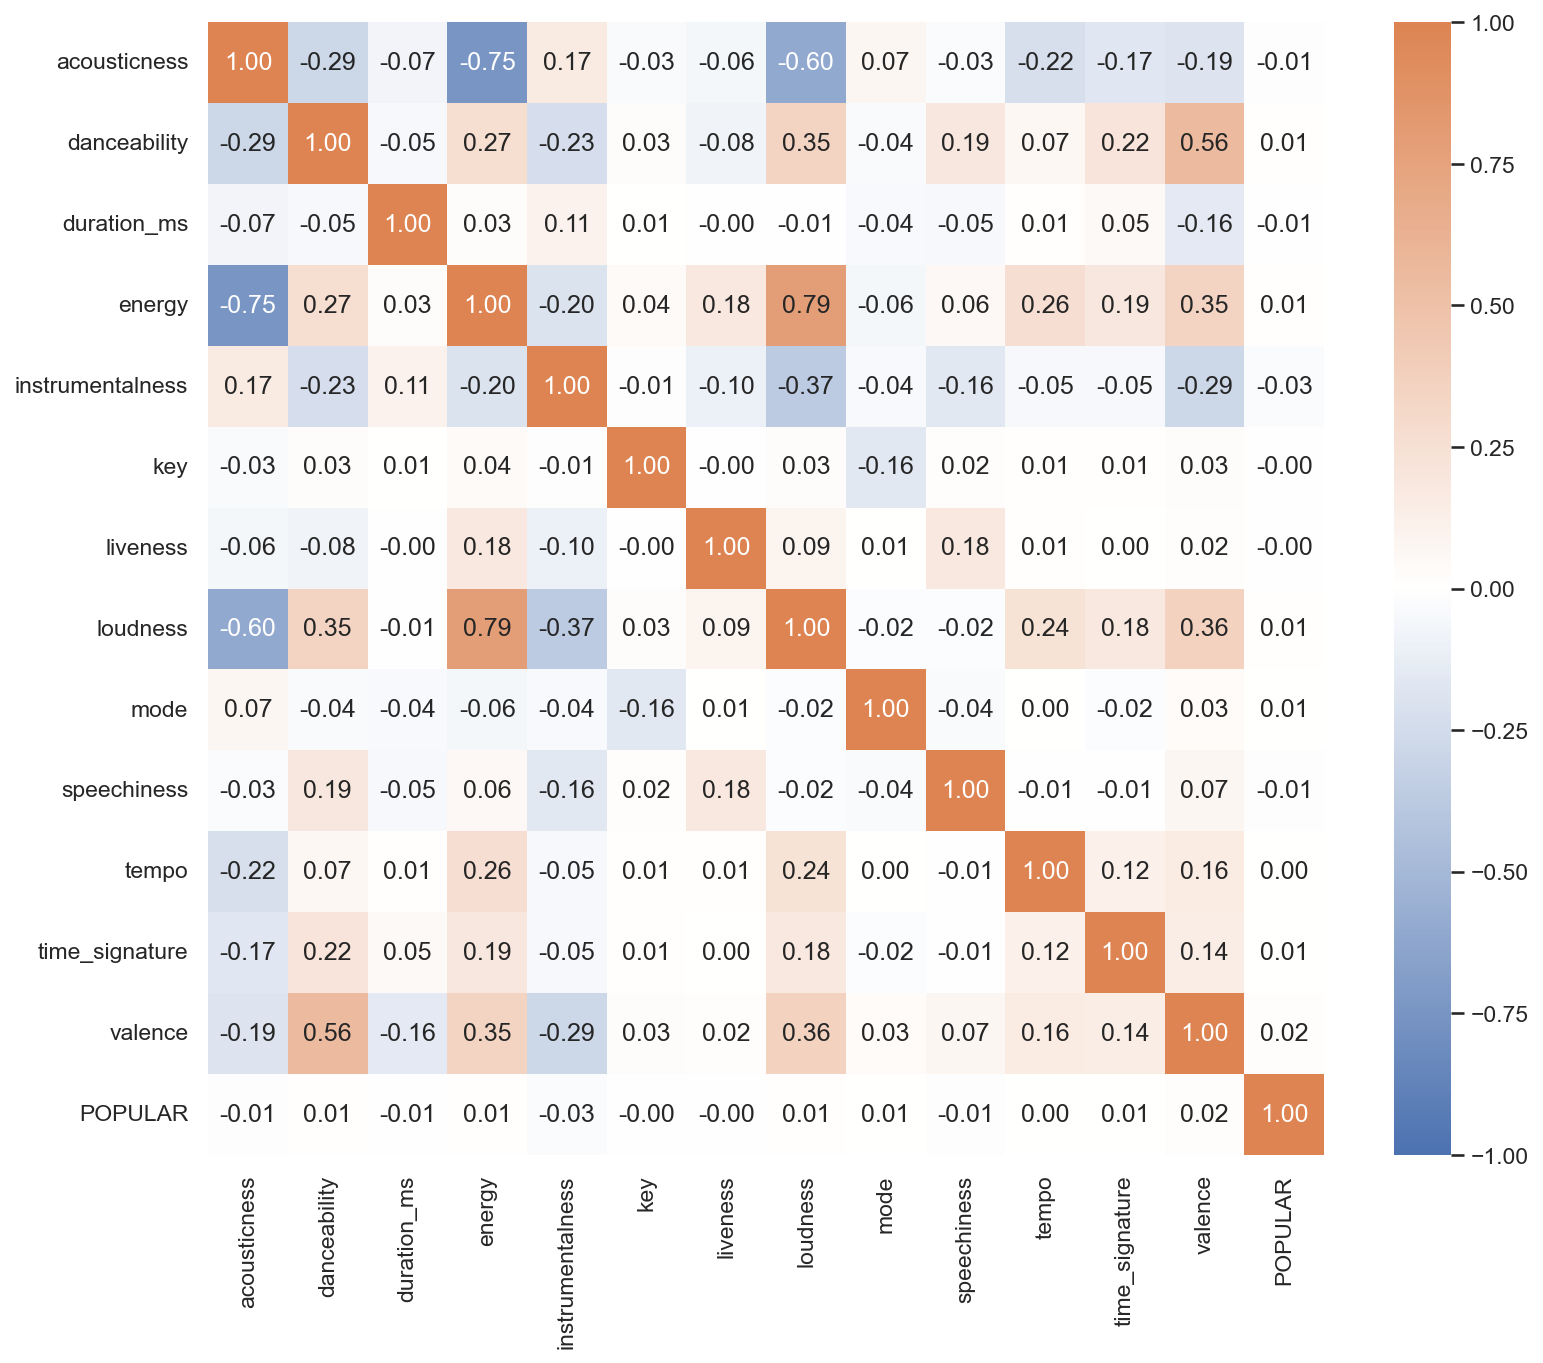 acousticness 1.00 -0.29 -0.07 -0.75 0.17 -0.03 -0.06 -0.60 0.07 -0.03 -0.22 -0.17 -0.19 -0.01
danceability -0.29 1.00 -0.05 0.27 -0.23 0.03 -0.08 0.35 -0.04 0.19 0.07 0.22 0.56 0.01
duration_ms -0.07 -0.05 1.00 0.03 0.11 0.01 -0.00 -0.01 -0.04 -0.05 0.01 0.05 -0.16 -0.01
energy -0.75 0.27 0.03 1.00 -0.20 0.04 0.18 0.79 -0.06 0.06 0.26 0.19 0.35 0.01
instrumentalness 0.17 -0.23 0.11 -0.20 1.00 -0.01 -0.10 -0.37 -0.04 -0.16 -0.05 -0.05 -0.29 -0.03
key -0.03 0.03 0.01 0.04 -0.01 1.00 -0.00 0.03 -0.16 0.02 0.01 0.01 0.03 -0.00
liveness -0.06 -0.08 -0.00 0.18 -0.10 -0.00 1.00 0.09 0.01 0.18 0.01 0.00 0.02 -0.00
loudness -0.60 0.35 -0.01 0.79 -0.37 0.03 0.09 1.00 -0.02 -0.02 0.24 0.18 0.36 0.01
mode 0.07 -0.04 -0.04 -0.06 -0.04 -0.16 0.01 -0.02 1.00 -0.04 0.00 -0.02 0.03 0.01
speechiness -0.03 0.19 -0.05 0.06 -0.16 0.02 0.18 -0.02 -0.04 1.00 -0.01 -0.01 0.07 -0.01
tempo -0.22 0.07 0.01 0.26 -0.05 0.01 0.01 0.24 0.00 -0.01 1.00 0.12 0.16 0.00
time_signature -0.17 0.22 0.05 0.19 -0.05 0.01 0.00 0.18 -0.02 -0.01 0.12 1.00 0.14 0.01
valence -0.19 0.56 -0.16 0.35 -0.29 0.03 0.02 0.36 0.03 0.07 0.16 0.14 1.00 0.02
POPULAR -0.01 0.01 -0.01 0.01 -0.03 -0.00 -0.00 0.01 0.01 -0.01 0.00 0.01 0.02 1.00
acousticness
danceability
duration_ms
energy
instrumentalness
key
liveness
loudness
mode
speechiness
tempo
time_signature
valence
POPULAR
1.00
0.75
0.50
0.25
0.00
−0.25
−0.50
−0.75
−1.00